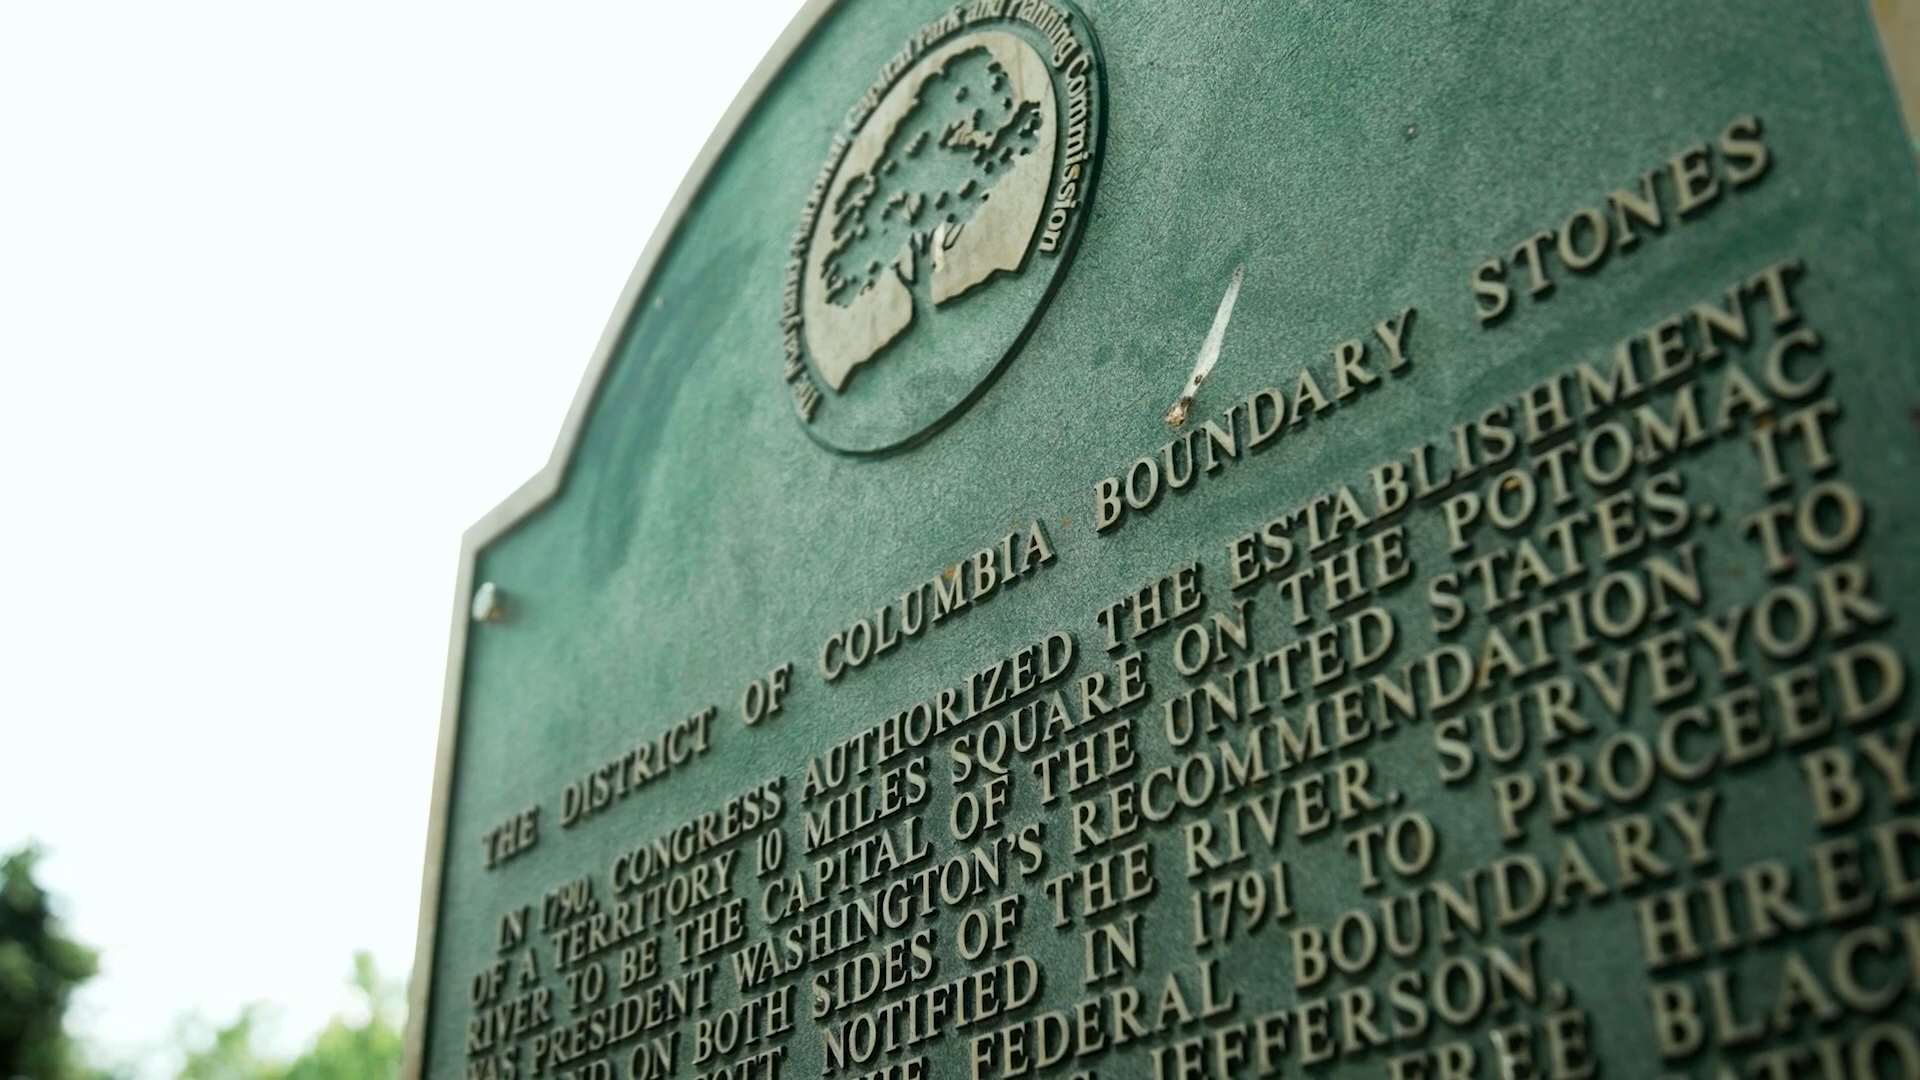 The Maryland-National Capital Park and Planning Commission
THE DISTRICT OF COLUMBIA BOUNDARY STONES
IN 1790, CONGRESS AUTHORIZED THE ESTABLISHMENT
OF A TERRITORY 10 MILES SQUARE ON THE POTOMAC
RIVER TO BE THE CAPITAL OF THE UNITED STATES. IT
WAS PRESIDENT WASHINGTON'S RECOMMENDATION TO
ON BOTH SIDES OF THE RIVER. SURVEYOR
NOTIFIED IN 1791 TO PROCEED
FEDERAL BOUNDARY BY
JEFFERSON, HIRED
FREE BLACK